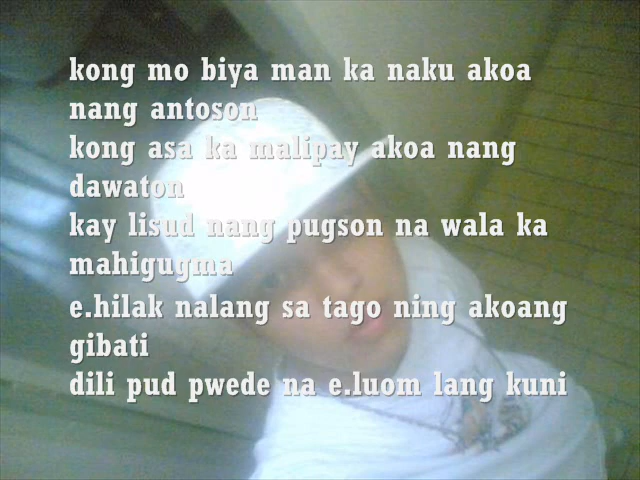 kong mo biya man ka naku akoa
nang antoson
kong asa ka malipay akoa nang
dawaton
kay lisud nang pugson na wala ka
mahigugma
e.hilak nalang sa tago ning akoang
gibati
dili pud pwede na e.luom lang kuni